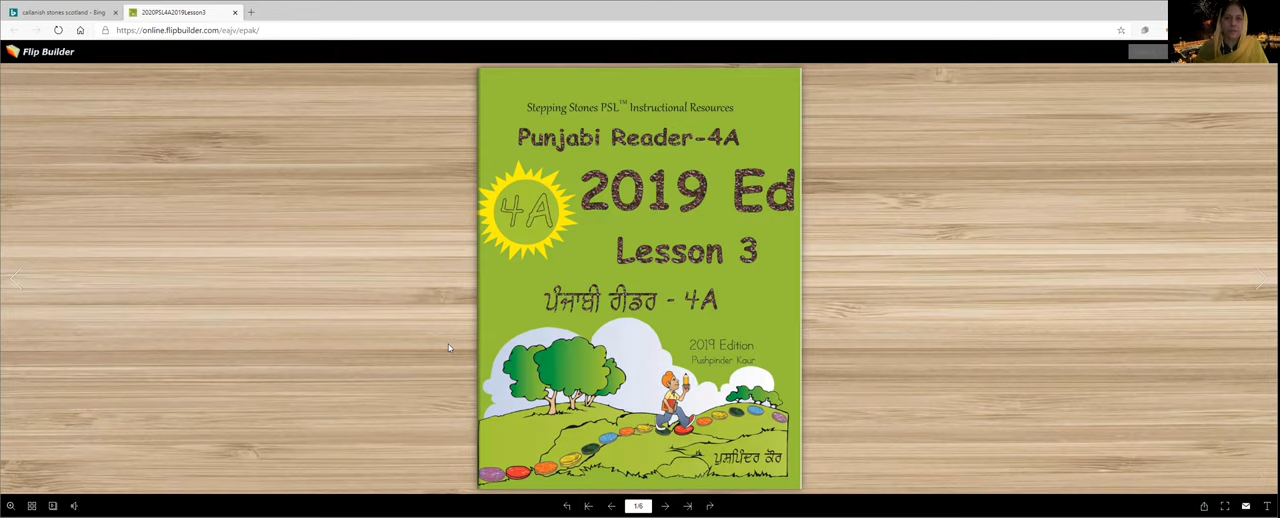 callanish stones scotland - Bing
2020PSL4A2019Lesson3
https://online.flipbuilder.com/eajv/epak/
Flip Builder
Stepping Stones PSL™ Instructional Resources
Punjabi Reader-4A
4A
2019 Ed
Lesson 3
ਪੰਜਾਬੀ ਰੀਡਰ - 4A
2019 Edition
Pushpinder Kaur
ਪੁਸ਼ਪਿੰਦਰ ਕੌਰ
1/6